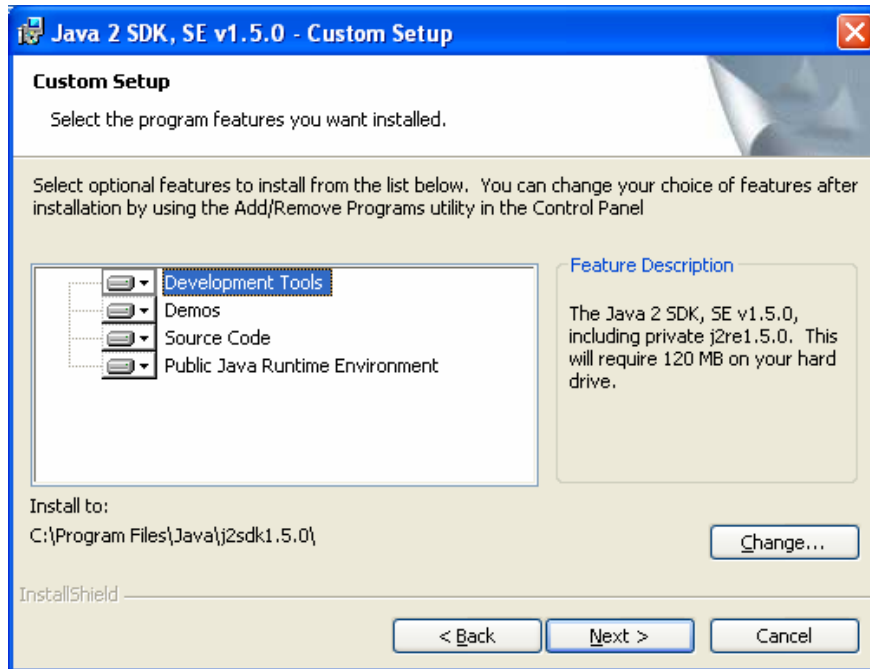 Java 2 SDK, SE v1.5.0 - Custom Setup
Custom Setup
Select the program features you want installed.
Select optional features to install from the list below.  You can change your choice of features after
installation by using the Add/Remove Programs utility in the Control Panel
Development Tools
Demos
Source Code
Public Java Runtime Environment
Feature Description
The Java 2 SDK, SE v1.5.0,
including private j2re1.5.0.  This
will require 120 MB on your hard
drive.
Install to:
C:\Program Files\Java\j2sdk1.5.0\
Change...
InstallShield
< Back
Next >
Cancel